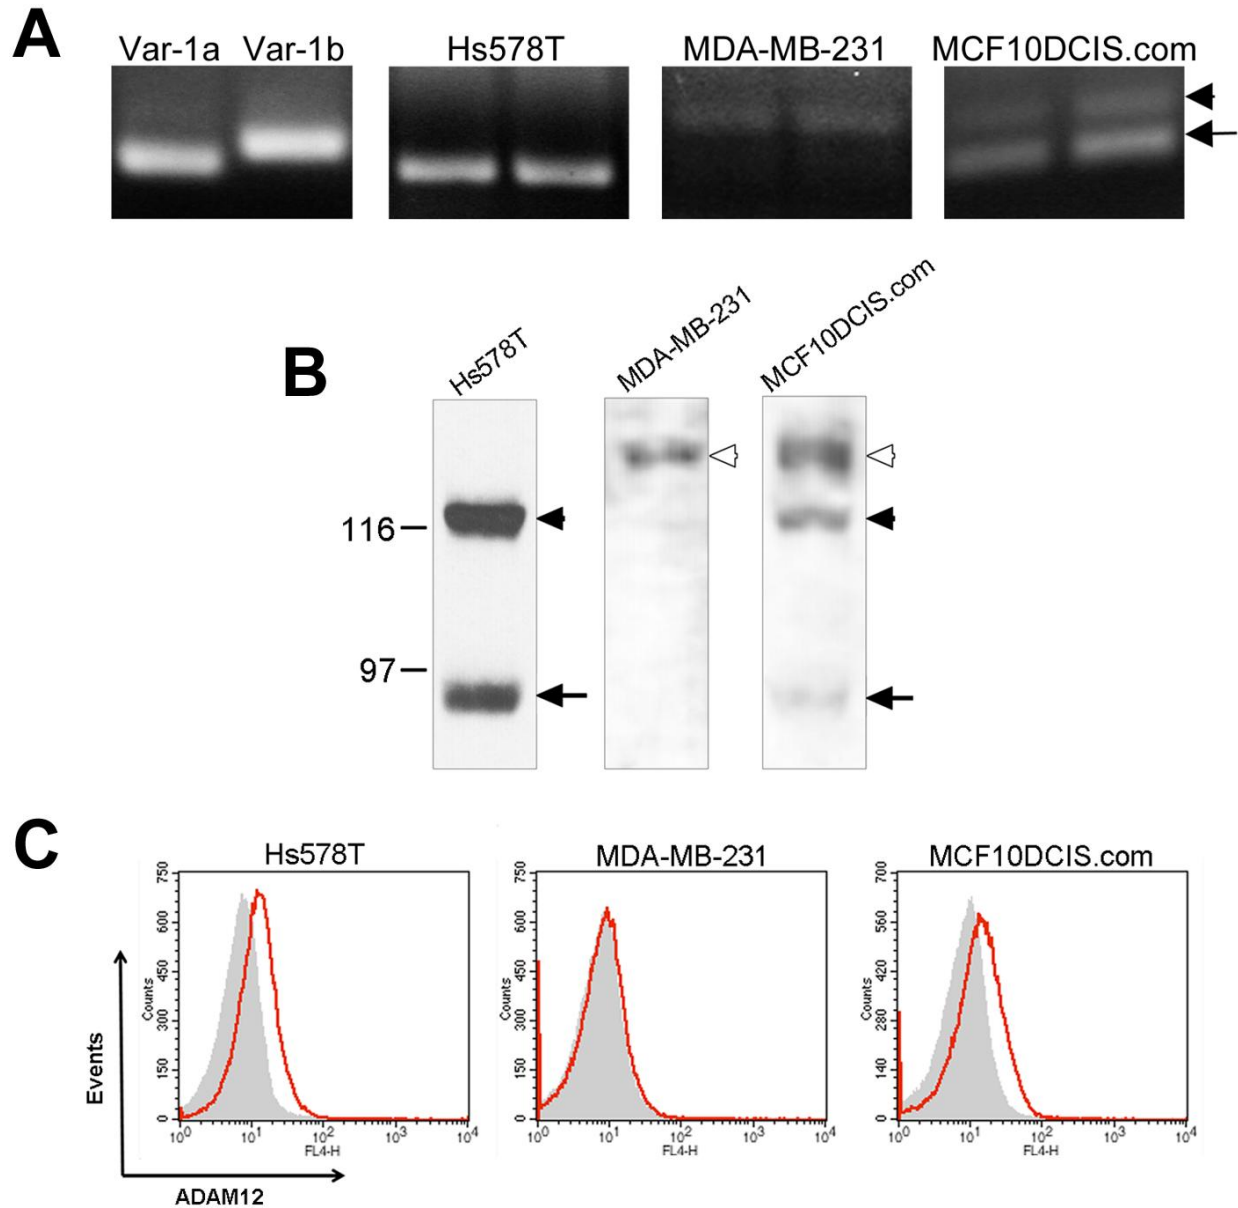 A
Var-1a Var-1b Hs578T MDA-MB-231 MCF10DCIS.com
B
Hs578T MDA-MB-231 MCF10DCIS.com
116
97
C
Hs578T MDA-MB-231 MCF10DCIS.com
750 600 450 300 150 0
Counts
10⁰ 10¹ 10² 10³ 10⁴
FL4-H
750 600 450 300 150 0
Counts
10⁰ 10¹ 10² 10³ 10⁴
FL4-H
700 560 420 280 140 0
Counts
10⁰ 10¹ 10² 10³ 10⁴
FL4-H
Events
ADAM12